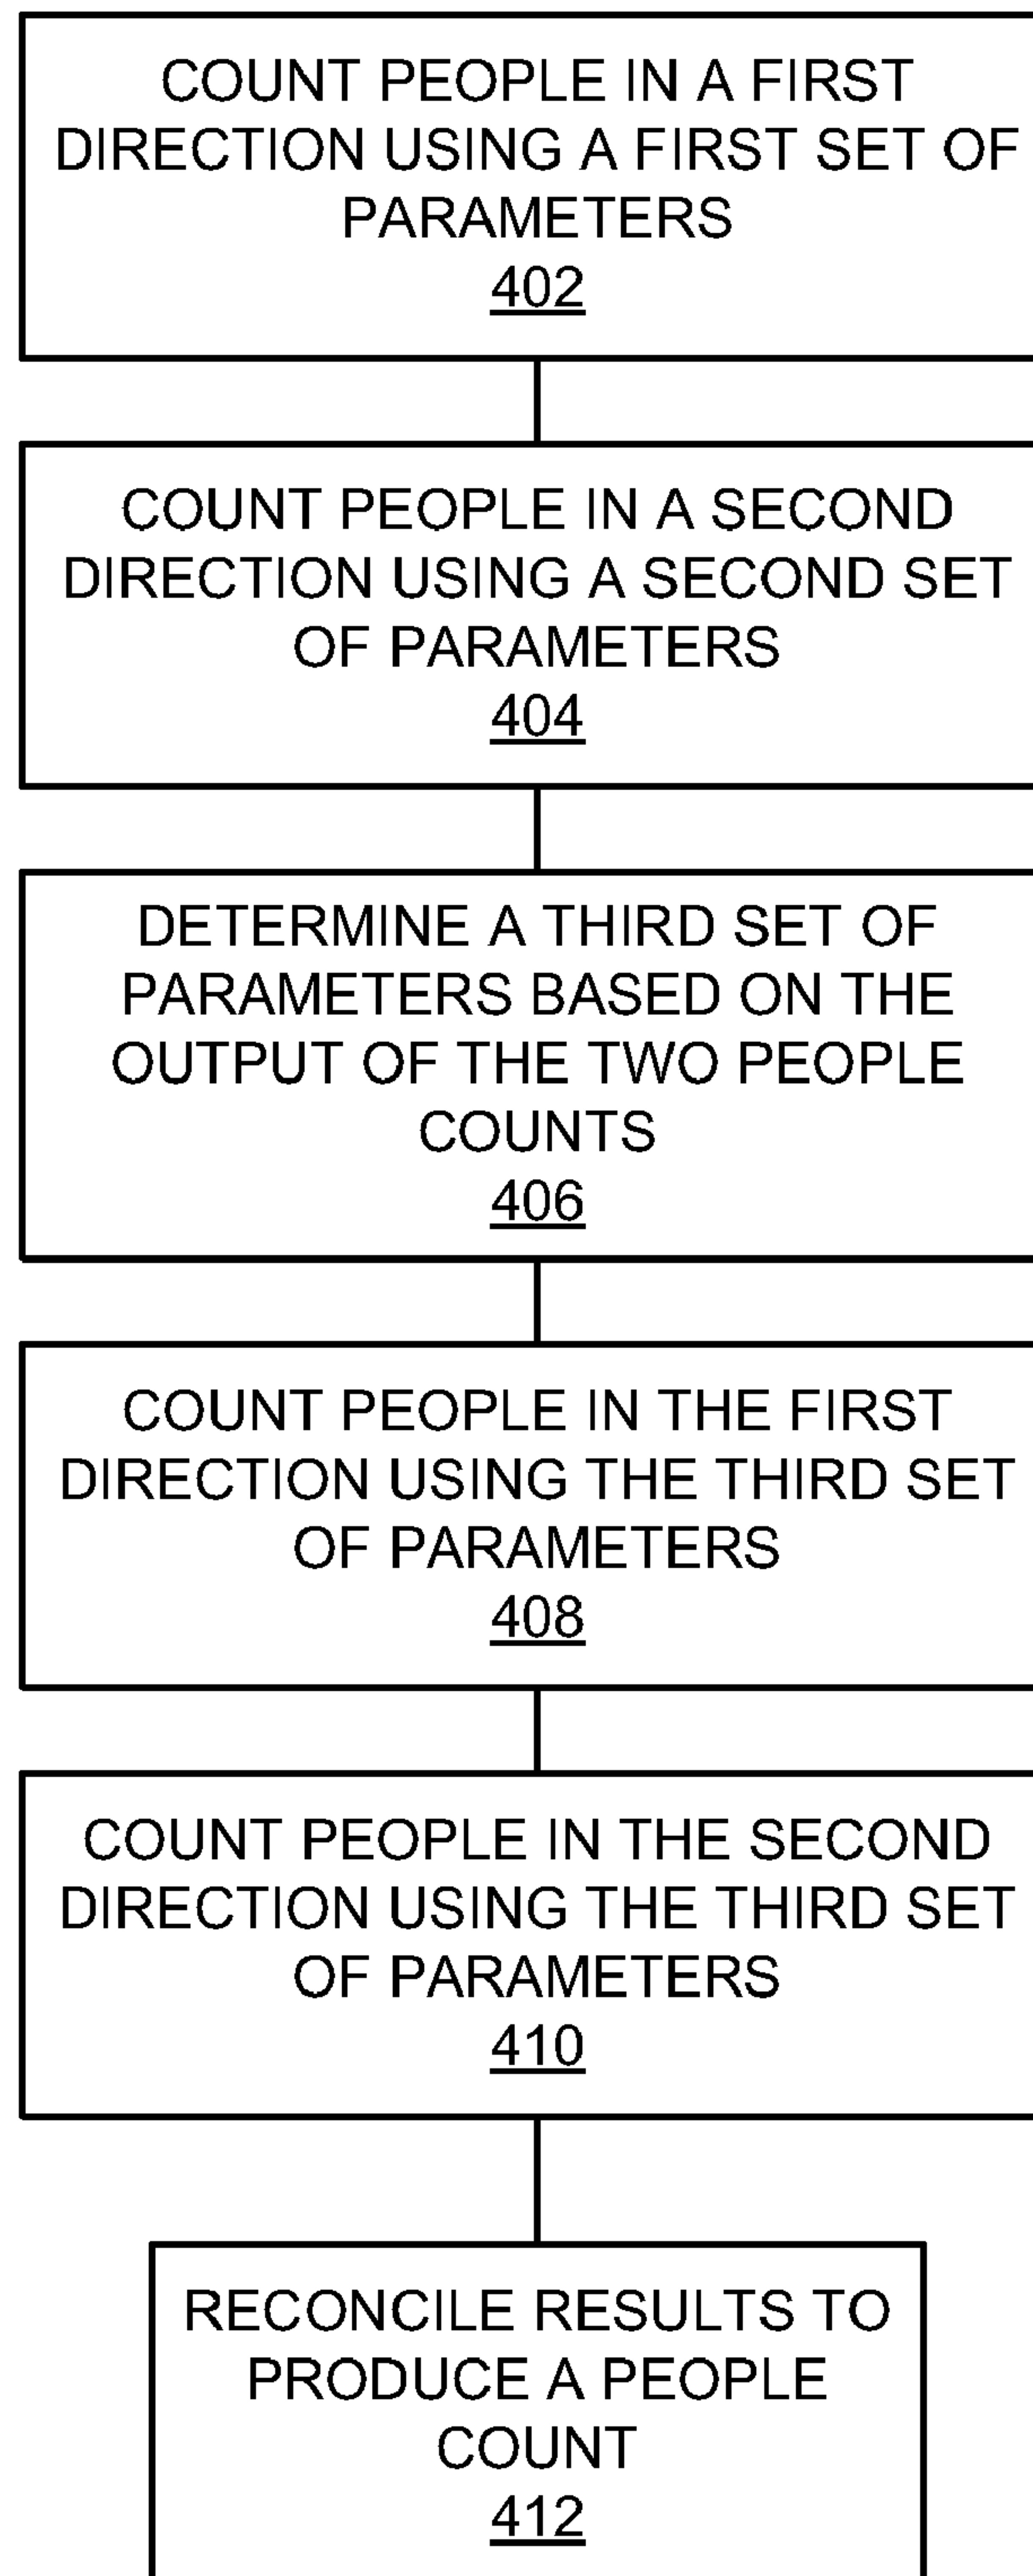 COUNT PEOPLE IN A FIRST
DIRECTION USING A FIRST SET OF
PARAMETERS
402
COUNT PEOPLE IN A SECOND
DIRECTION USING A SECOND SET
OF PARAMETERS
404
DETERMINE A THIRD SET OF
PARAMETERS BASED ON THE
OUTPUT OF THE TWO PEOPLE
COUNTS
406
COUNT PEOPLE IN THE FIRST
DIRECTION USING THE THIRD SET
OF PARAMETERS
408
COUNT PEOPLE IN THE SECOND
DIRECTION USING THE THIRD SET
OF PARAMETERS
410
RECONCILE RESULTS TO
PRODUCE A PEOPLE
COUNT
412